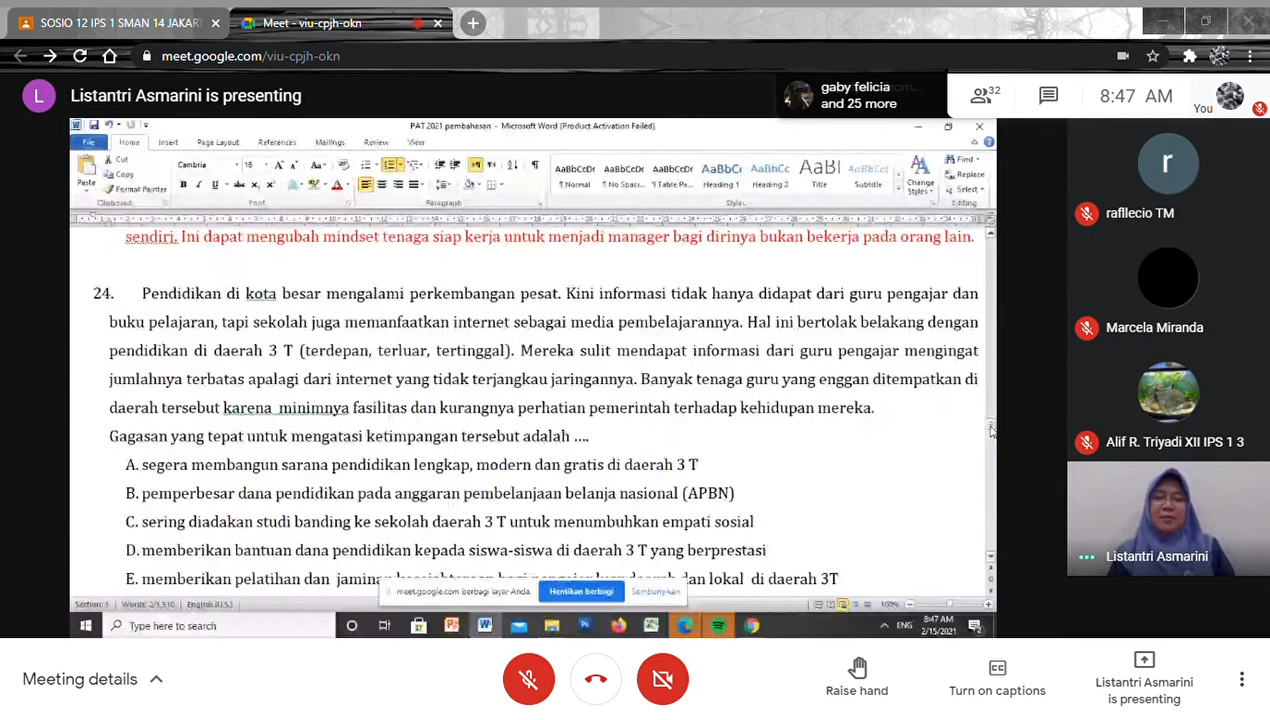 SOSIO 12 IPS 1 SMAN 14 JAKAR
Meet - viu-cpjh-okn
meet.google.com/viu-cpjh-okn
L
Listantri Asmarini is presenting
gaby felicia
and 25 more
32
8:47 AM
You
PAT 2021 pembahasan - Microsoft Word (Product Activation Failed)
File Home Insert Page Layout References Mailings Review View
Paste
Cut
Copy
Format Painter
Clipboard
Cambria 18
Font
Paragraph
AaBbCcDc AaBbCcDc AaBbCcDc AaBbCc AaBbCc AaBl AaBbCcL
¶ Normal ¶ No Spaci... ¶ Table Pa... Heading 1 Heading 2 Title Subtitle
Styles
Change Styles
Find
Replace
Select
Editing
sendiri. Ini dapat mengubah mindset tenaga siap kerja untuk menjadi manager bagi dirinya bukan bekerja pada orang lain.
24. Pendidikan di kota besar mengalami perkembangan pesat. Kini informasi tidak hanya didapat dari guru pengajar dan
buku pelajaran, tapi sekolah juga memanfaatkan internet sebagai media pembelajarannya. Hal ini bertolak belakang dengan
pendidikan di daerah 3 T (terdepan, terluar, tertinggal). Mereka sulit mendapat informasi dari guru pengajar mengingat
jumlahnya terbatas apalagi dari internet yang tidak terjangkau jaringannya. Banyak tenaga guru yang enggan ditempatkan di
daerah tersebut karena minimnya fasilitas dan kurangnya perhatian pemerintah terhadap kehidupan mereka.
Gagasan yang tepat untuk mengatasi ketimpangan tersebut adalah ....
A. segera membangun sarana pendidikan lengkap, modern dan gratis di daerah 3 T
B. pemperbesar dana pendidikan pada anggaran pembelanjaan belanja nasional (APBN)
C. sering diadakan studi banding ke sekolah daerah 3 T untuk menumbuhkan empati sosial
D. memberikan bantuan dana pendidikan kepada siswa-siswa di daerah 3 T yang berprestasi
E. memberikan pelatihan dan dan lokal di daerah 3T
meet.google.com berbagi layar Anda.
Hentikan berbagi
Sembunyikan
Section: 1 English (U.S.) 100%
Type here to search
ENG
8:47 AM
2/15/2021
r
rafllecio TM
Marcela Miranda
Alif R. Triyadi XII IPS 1 3
Listantri Asmarini
Meeting details
Raise hand
Turn on captions
Listantri Asmarini
is presenting